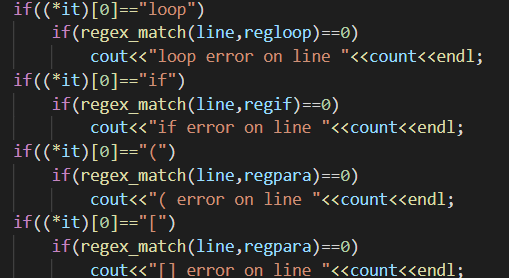 if((*it)[0]=="loop")
    if(regex_match(line,regloop)==0)
        cout<<"loop error on line "<<count<<endl;
if((*it)[0]=="if")
    if(regex_match(line,regif)==0)
        cout<<"if error on line "<<count<<endl;
if((*it)[0]=="(")
    if(regex_match(line,regpara)==0)
        cout<<"( error on line "<<count<<endl;
if((*it)[0]=="[")
    if(regex_match(line,regpara)==0)
        cout<<"[] error on line "<<count<<endl;